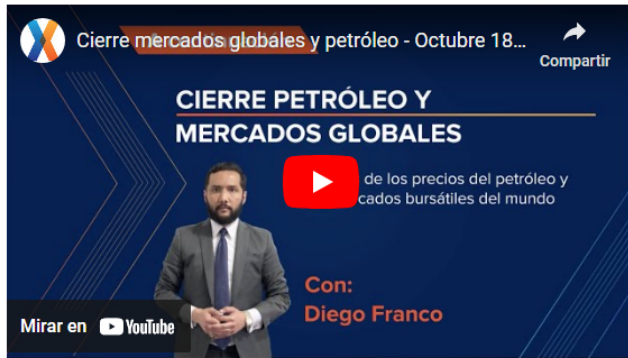 Cierre mercados globales y petróleo - Octubre 18...
Compartir
CIERRE PETRÓLEO Y
MERCADOS GLOBALES
de los precios del petróleo y
cados bursátiles del mundo
Con:
Diego Franco
Mirar en YouTube